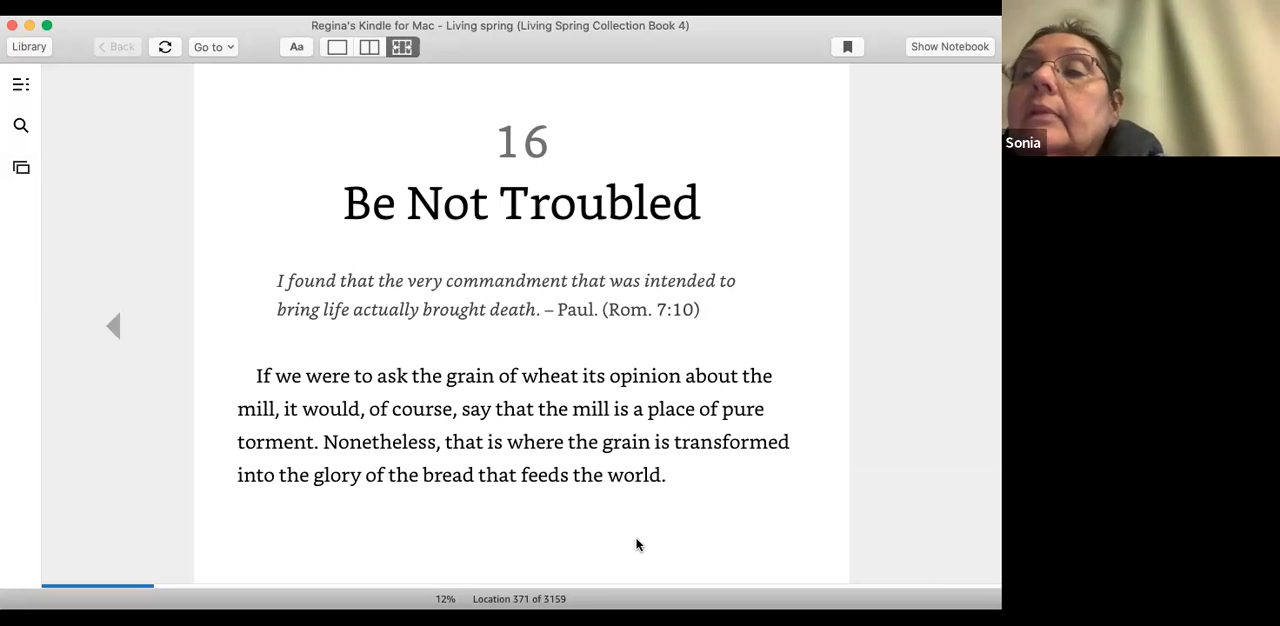 Regina's Kindle for Mac - Living spring (Living Spring Collection Book 4)
Library
Back
Go to
Aa
Show Notebook
16
Be Not Troubled
I found that the very commandment that was intended to
bring life actually brought death. – Paul. (Rom. 7:10)
If we were to ask the grain of wheat its opinion about the
mill, it would, of course, say that the mill is a place of pure
torment. Nonetheless, that is where the grain is transformed
into the glory of the bread that feeds the world.
12% Location 371 of 3159
Sonia